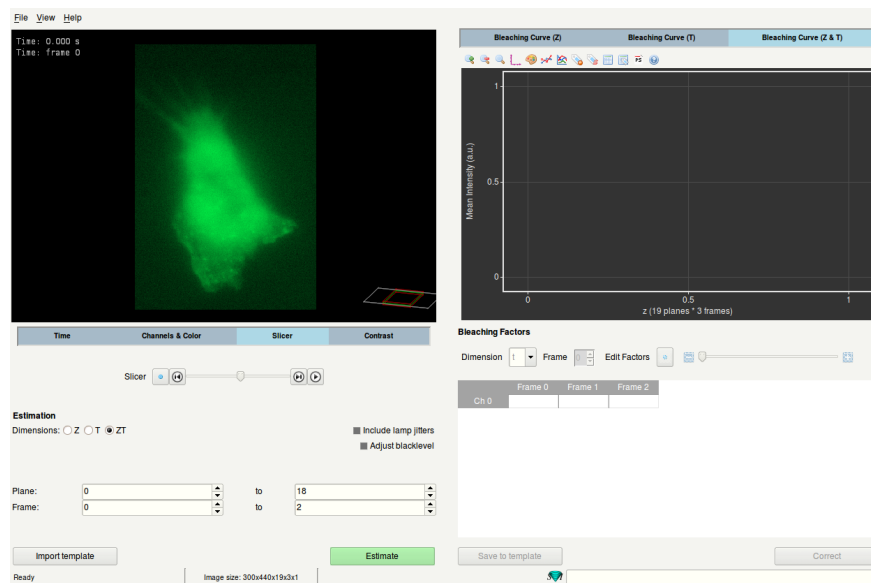 File View Help
Time: 0.000 s
Time: frame 0
Time Channels & Color Slicer Contrast
Slicer
Estimation
Dimensions: Z T ZT
Include lamp jitters
Adjust blacklevel
Plane: 0 to 18
Frame: 0 to 2
Import template Estimate
Ready Image size: 300x440x19x3x1
Bleaching Curve (Z) Bleaching Curve (T) Bleaching Curve (Z & T)
PS
Mean Intensity (a.u.)
1
0.5
0
0 0.5 1
z (19 planes * 3 frames)
Bleaching Factors
Dimension t Frame 0 Edit Factors
Frame 0 Frame 1 Frame 2
Ch 0
Save to template Correct